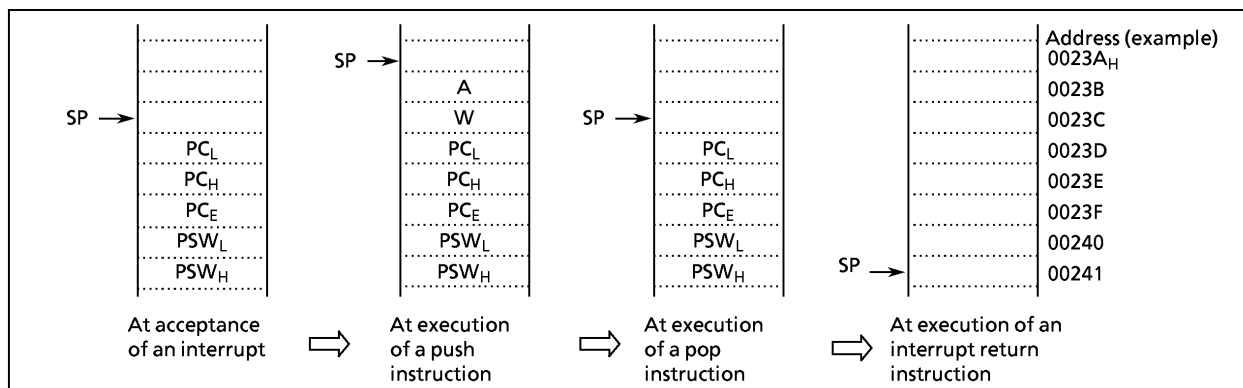 Address (example)
SP
0023A_H
A
0023B
SP
W
SP
0023C
PC_L
PC_L
PC_L
0023D
PC_H
PC_H
PC_H
0023E
PC_E
PC_E
PC_E
0023F
PSW_L
PSW_L
PSW_L
00240
PSW_H
PSW_H
PSW_H
SP
00241
At acceptance
of an interrupt
At execution
of a push
instruction
At execution
of a pop
instruction
At execution of an
interrupt return
instruction